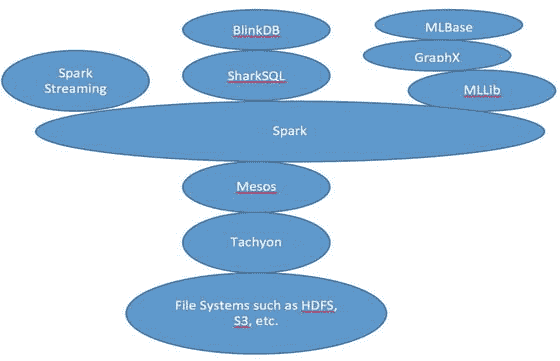 BlinkDB
MLBase
GraphX
Spark
Streaming
SharkSQL
MLLib
Spark
Mesos
Tachyon
File Systems such as HDFS,
S3, etc.